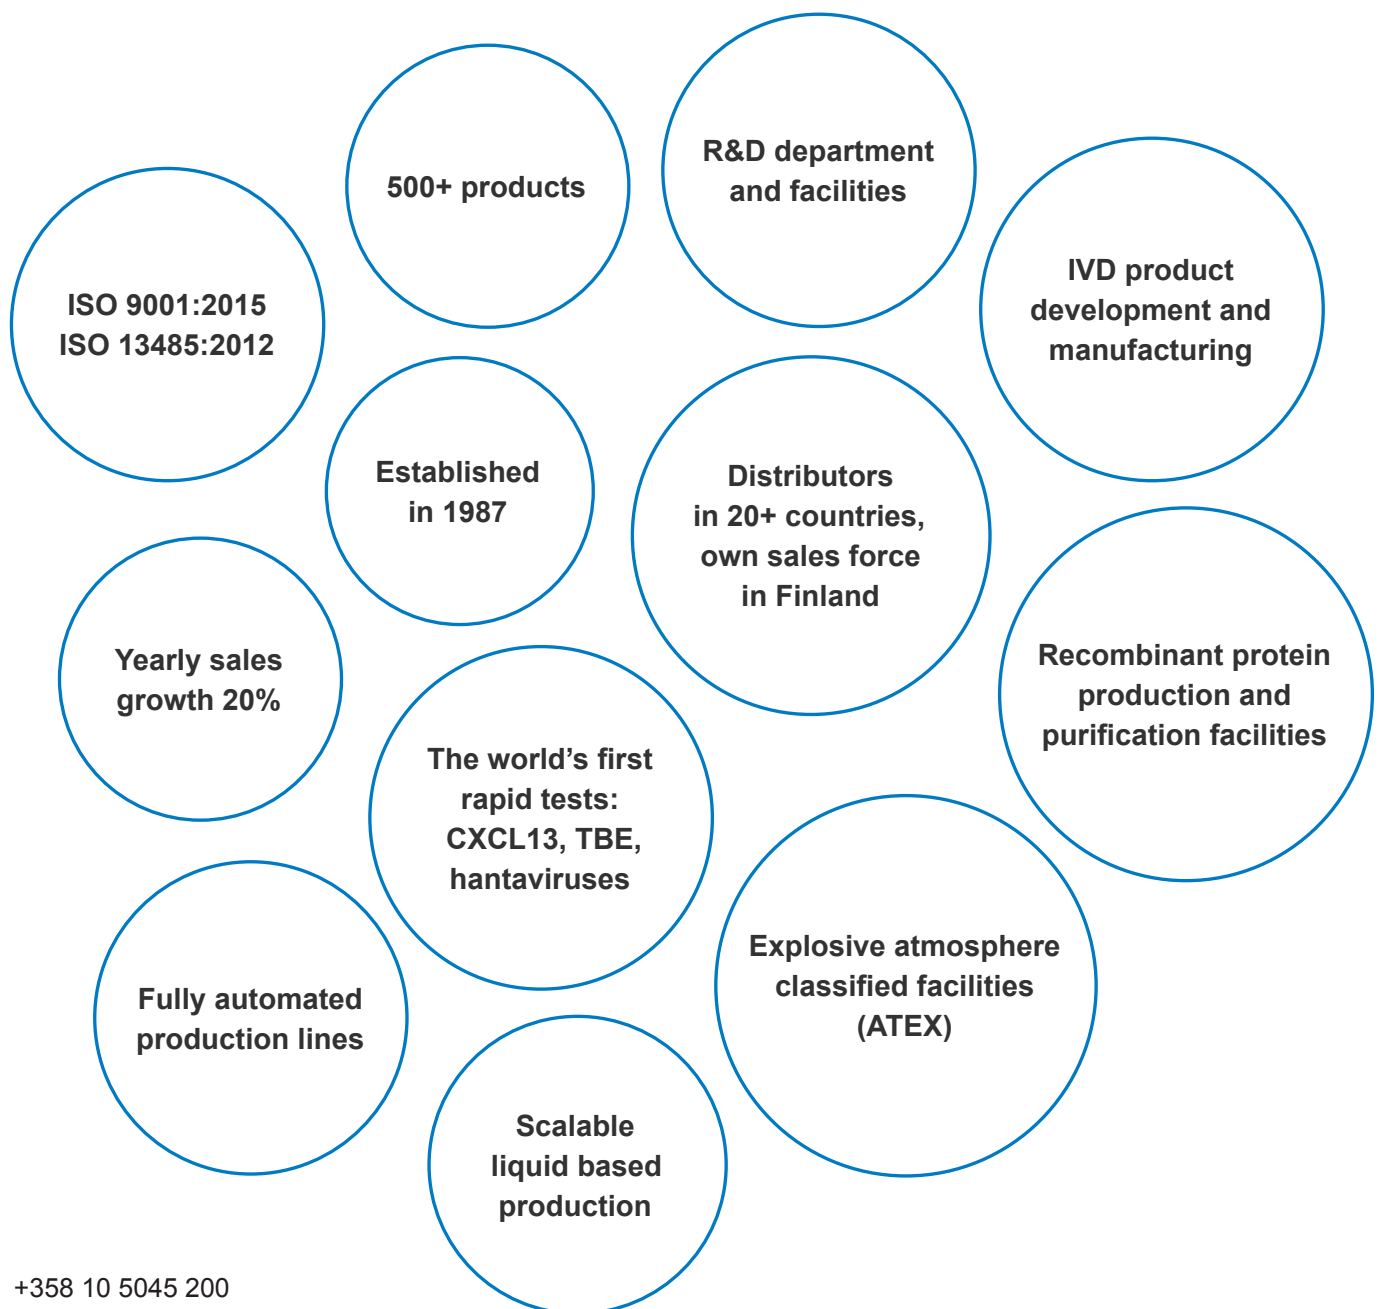 500+ products
R&D department
and facilities
ISO 9001:2015
ISO 13485:2012
IVD product
development and
manufacturing
Established
in 1987
Distributors
in 20+ countries,
own sales force
in Finland
Yearly sales
growth 20%
Recombinant protein
production and
purification facilities
The world’s first
rapid tests:
CXCL13, TBE,
hantaviruses
Explosive atmosphere
classified facilities
(ATEX)
Fully automated
production lines
Scalable
liquid based
production
+358 10 5045 200